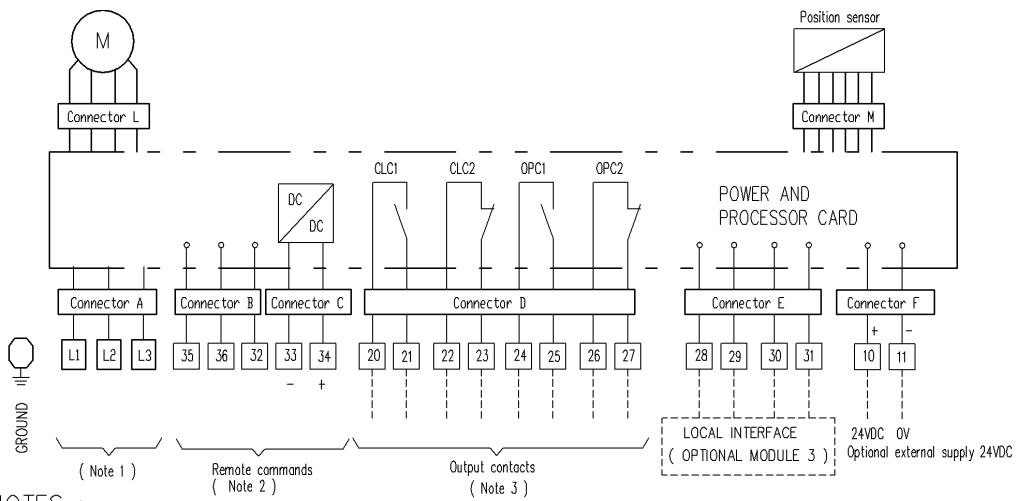 Position sensor
M
Connector L
Connector M
CLC1 CLC2 OPC1 OPC2
DC
DC
POWER AND
PROCESSOR CARD
Connector A Connector B Connector C Connector D Connector E Connector F
+ -
L1 L2 L3 35 36 32 33 34 20 21 22 23 24 25 26 27 28 29 30 31 10 11
- +
GROUND
LOCAL INTERFACE
( OPTIONAL MODULE 3 )
24VDC 0V
Optional external supply 24VDC
( Note 1 )
Remote commands
( Note 2 )
Output contacts
( Note 3 )
NOTES :